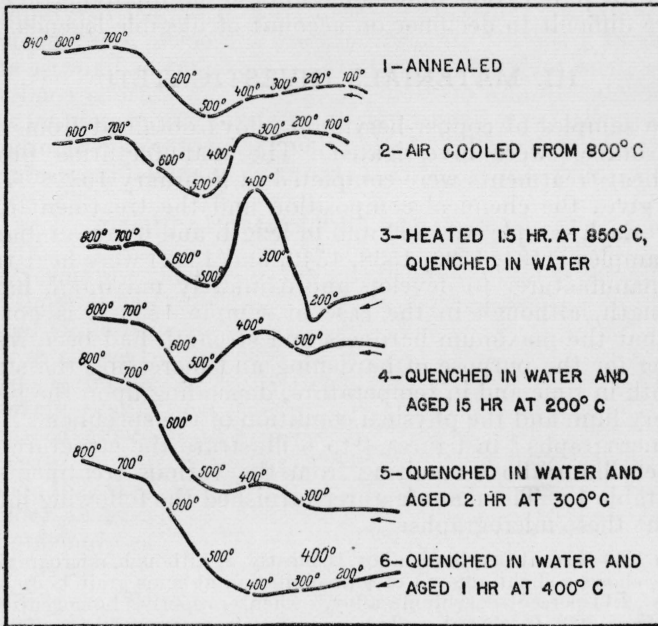 840° 800° 700° 600° 500° 400° 300° 200° 100°
1-ANNEALED
800° 700° 600° 400° 300° 200° 100°
2-AIR COOLED FROM 800°C
800° 700° 600° 500° 400° 300° 200°
3-HEATED 1.5 HR. AT 850°C,
QUENCHED IN WATER
800° 700° 600° 500° 400° 300°
4-QUENCHED IN WATER AND
AGED 15 HR AT 200°C
800° 700° 600° 500° 400° 300°
5-QUENCHED IN WATER AND
AGED 2 HR AT 300°C
800° 700° 600° 500° 400° 300° 200° 400°
6-QUENCHED IN WATER AND
AGED 1 HR AT 400°C